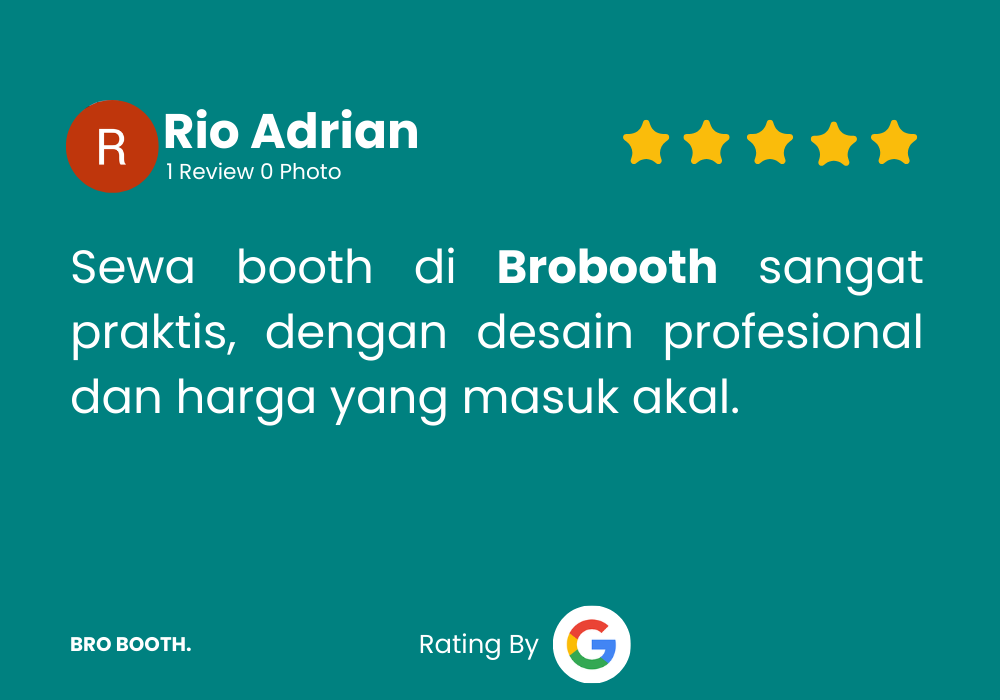 R
Rio Adrian
1 Review 0 Photo
Sewa booth di Brobooth sangat
praktis, dengan desain profesional
dan harga yang masuk akal.
BRO BOOTH.
Rating By
G